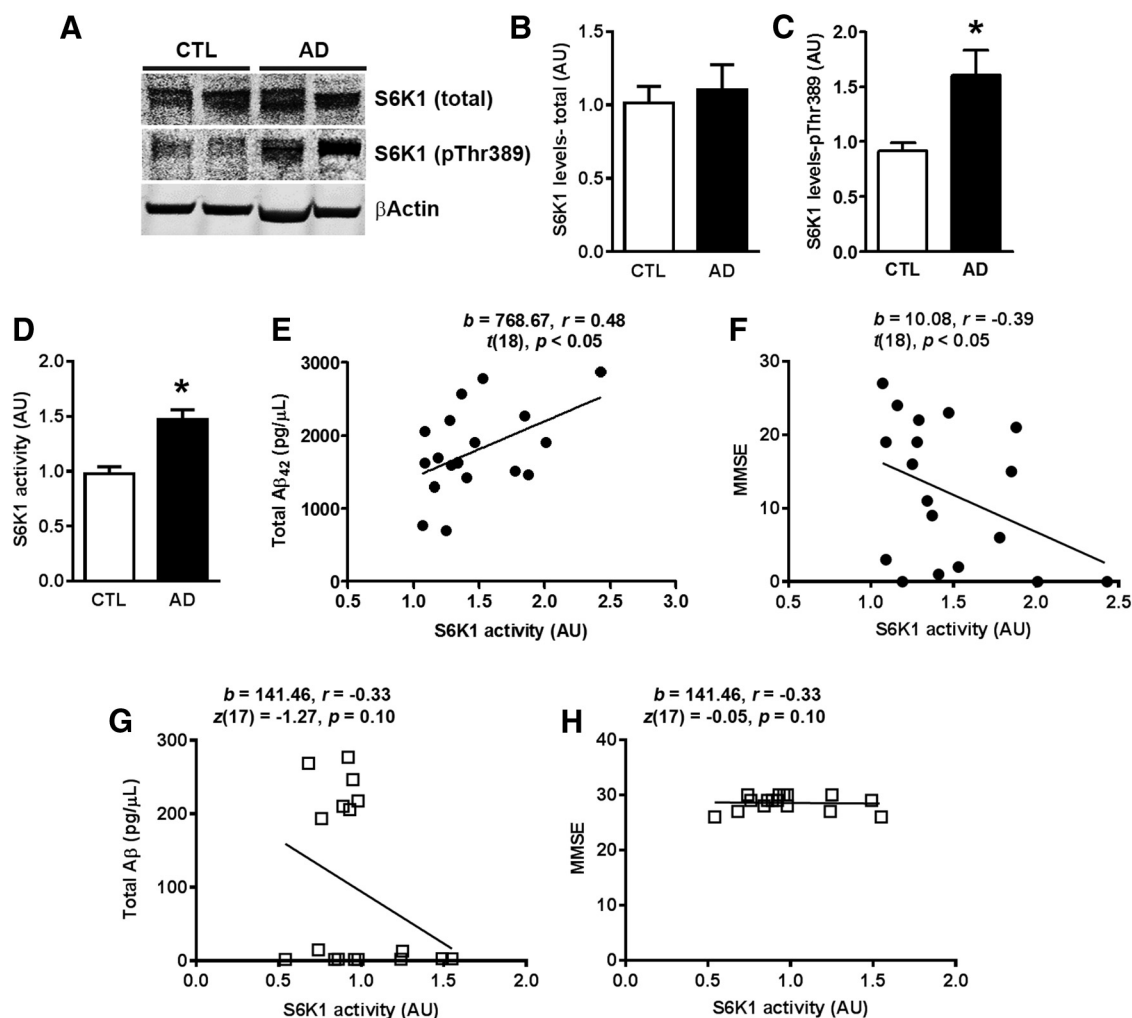 A
CTL AD
S6K1 (total)
S6K1 (pThr389)
βActin
B
S6K1 levels- total (AU)
1.5
1.0
0.5
0.0
CTL AD
C
S6K1 levels-pThr389 (AU)
2.0
1.5
1.0
0.5
0.0
*
CTL AD
D
S6K1 activity (AU)
2.0
1.5
1.0
0.5
0.0
*
CTL AD
E
b = 768.67, r = 0.48
t(18), p < 0.05
Total Aβ42 (pg/μL)
3000
2000
1000
0
0.5 1.0 1.5 2.0 2.5 3.0
S6K1 activity (AU)
F
b = 10.08, r = -0.39
t(18), p < 0.05
MMSE
30
20
10
0
0.5 1.0 1.5 2.0 2.5
S6K1 activity (AU)
G
b = 141.46, r = -0.33
z(17) = -1.27, p = 0.10
Total Aβ (pg/μL)
300
200
100
0
0.0 0.5 1.0 1.5 2.0
S6K1 activity (AU)
H
b = 141.46, r = -0.33
z(17) = -0.05, p = 0.10
MMSE
40
30
20
10
0
0.0 0.5 1.0 1.5 2.0
S6K1 activity (AU)